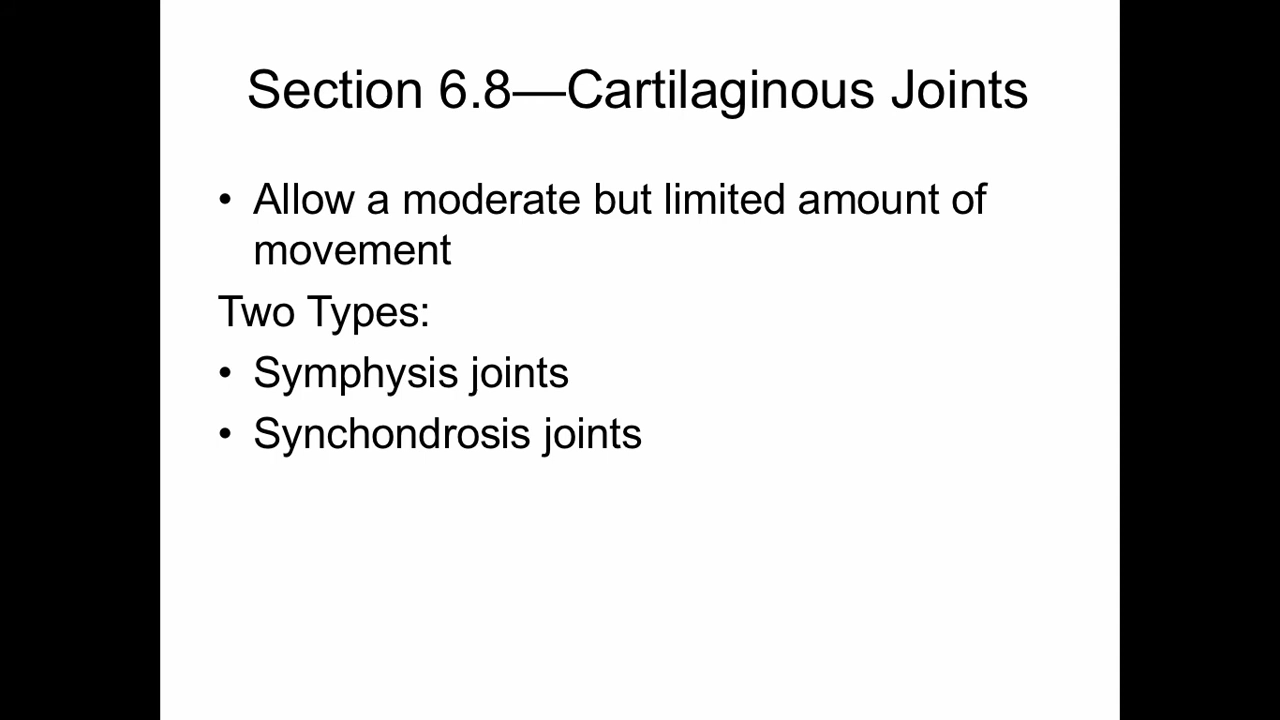 Section 6.8—Cartilaginous Joints
• Allow a moderate but limited amount of
movement
Two Types:
• Symphysis joints
• Synchondrosis joints